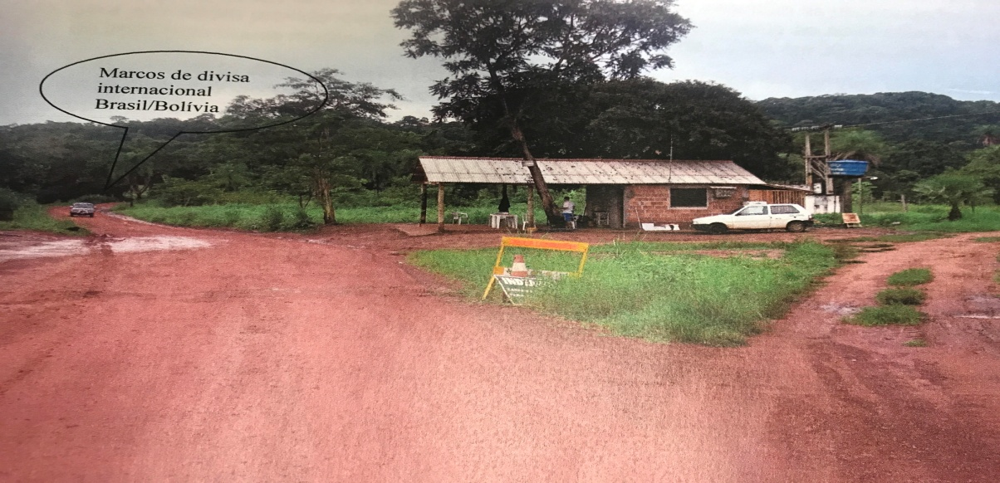 Marcos de divisa
internacional
Brasil/Bolívia